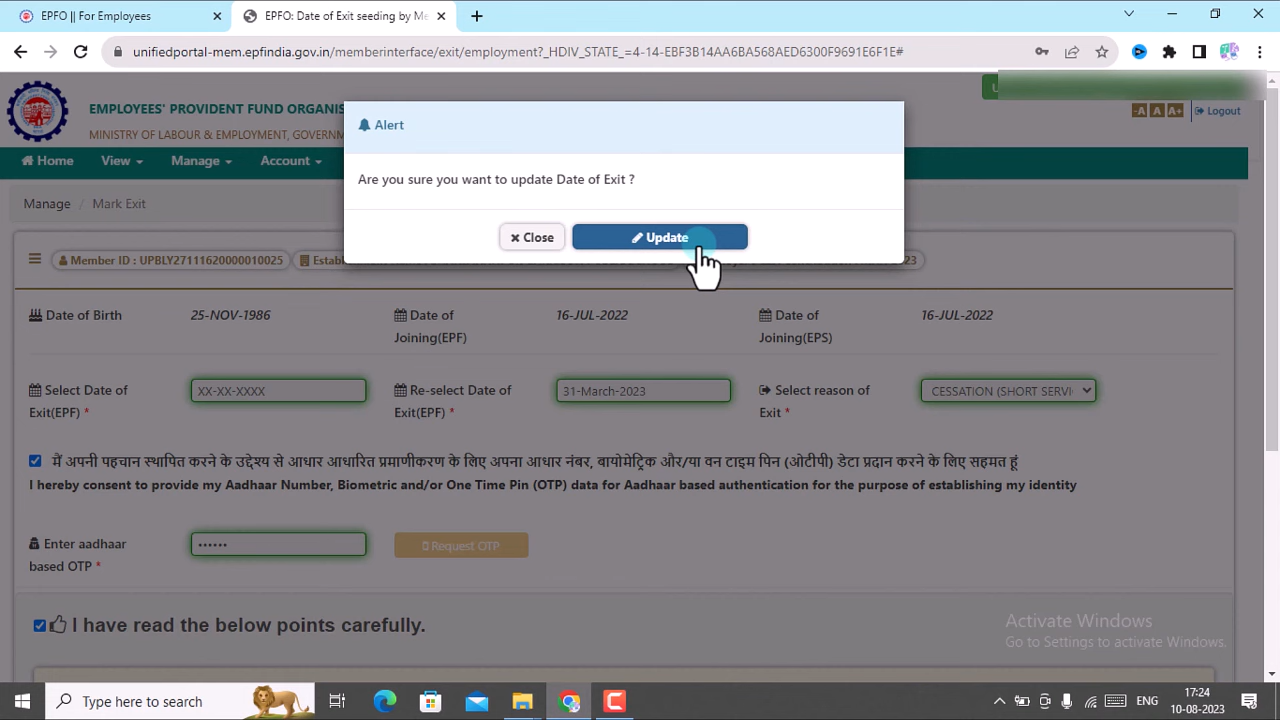 EPFO || For Employees
EPFO: Date of Exit seeding by Me
unifiedportal-mem.epfindia.gov.in/memberinterface/exit/employment?_HDIV_STATE_=4-14-EBF3B14AA6BA568AED6300F9691E6F1E#
EMPLOYEES' PROVIDENT FUND ORGANIS
MINISTRY OF LABOUR & EMPLOYMENT, GOVERNM
-A A A+ Logout
Home View Manage Account
Alert
Are you sure you want to update Date of Exit ?
Close Update
Manage Mark Exit
Member ID : UPBLY27111620000010025 Establ 23
Date of Birth 25-NOV-1986 Date of Joining(EPF) 16-JUL-2022 Date of Joining(EPS) 16-JUL-2022
Select Date of Exit(EPF) * XX-XX-XXXX Re-select Date of Exit(EPF) * 31-March-2023 Select reason of Exit * CESSATION (SHORT SERVI
मैं अपनी पहचान स्थापित करने के उद्देश्य से आधार आधारित प्रमाणीकरण के लिए अपना आधार नंबर, बायोमेट्रिक और/या वन टाइम पिन (ओटीपी) डेटा प्रदान करने के लिए सहमत हूं
I hereby consent to provide my Aadhaar Number, Biometric and/or One Time Pin (OTP) data for Aadhaar based authentication for the purpose of establishing my identity
Enter aadhaar based OTP * •••••• Request OTP
I have read the below points carefully.
Activate Windows
Go to Settings to activate Windows.
Type here to search
ENG
17:24
10-08-2023